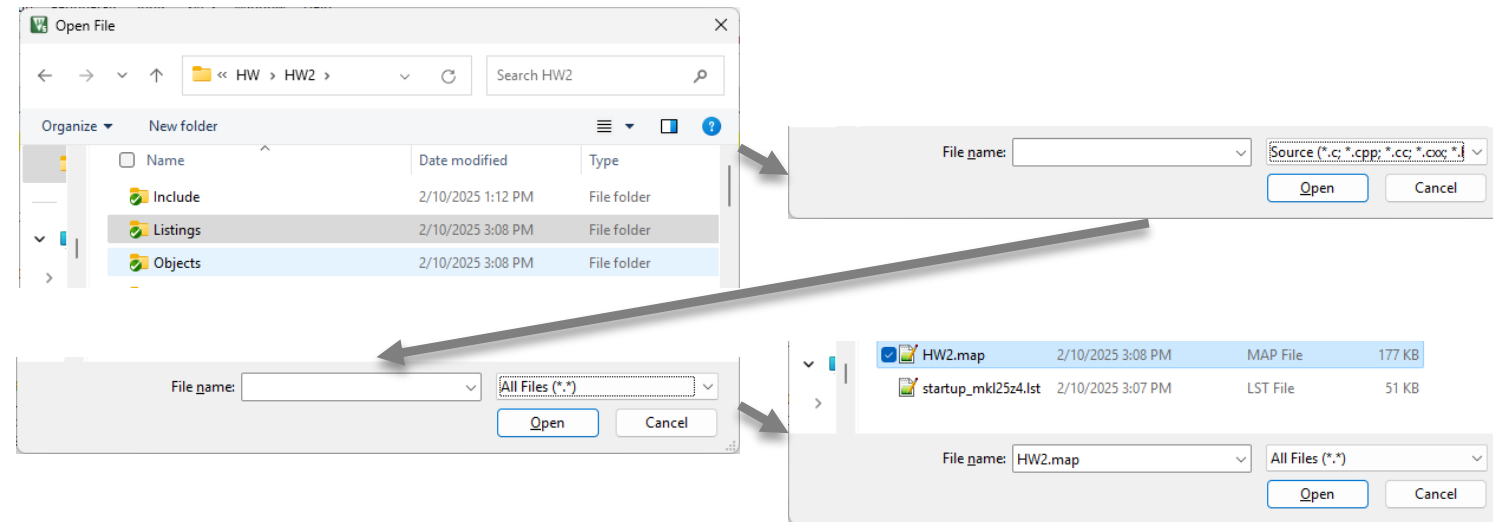 Open File
« HW > HW2 >
Search HW2
Organize
New folder
Name
Date modified
Type
Include
2/10/2025 1:12 PM
File folder
Listings
2/10/2025 3:08 PM
File folder
Objects
2/10/2025 3:08 PM
File folder
File name:
Source (*.c; *.cpp; *.cc; *.cxx; *.
Open
Cancel
File name:
All Files (*.*)
Open
Cancel
HW2.map
2/10/2025 3:08 PM
MAP File
177 KB
startup_mkl25z4.lst
2/10/2025 3:07 PM
LST File
51 KB
File name:
HW2.map
All Files (*.*)
Open
Cancel